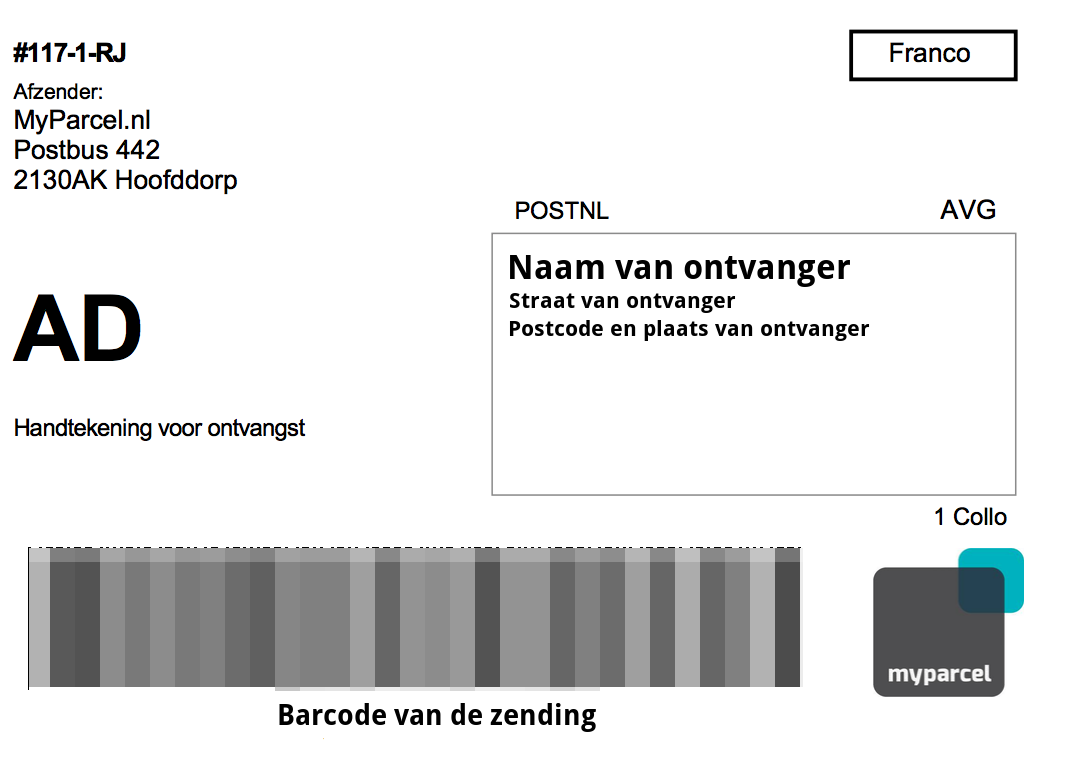 #117-1-RJ
Franco
Afzender:
MyParcel.nl
Postbus 442
2130AK Hoofddorp
POSTNL
AVG
Naam van ontvanger
Straat van ontvanger
Postcode en plaats van ontvanger
AD
Handtekening voor ontvangst
1 Collo
myparcel
Barcode van de zending